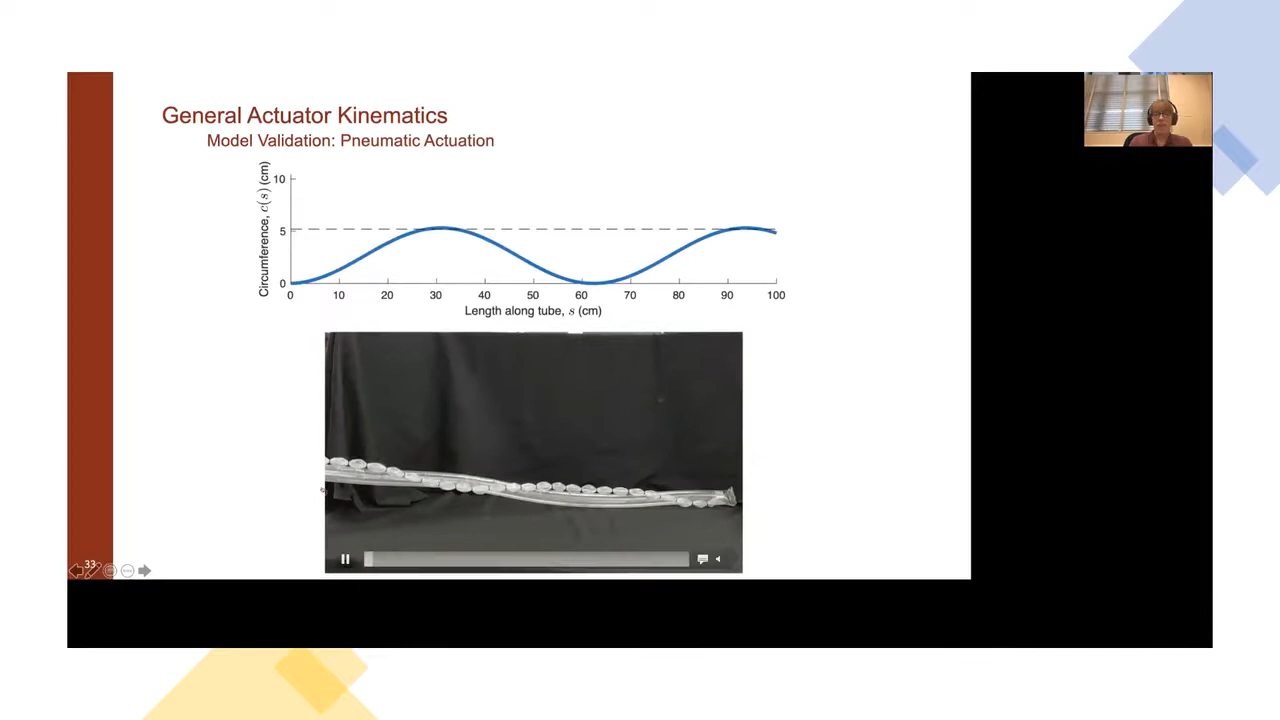 General Actuator Kinematics
Model Validation: Pneumatic Actuation
Circumference, c(s) (cm)
10
5
0
0 10 20 30 40 50 60 70 80 90 100
Length along tube, s (cm)
33